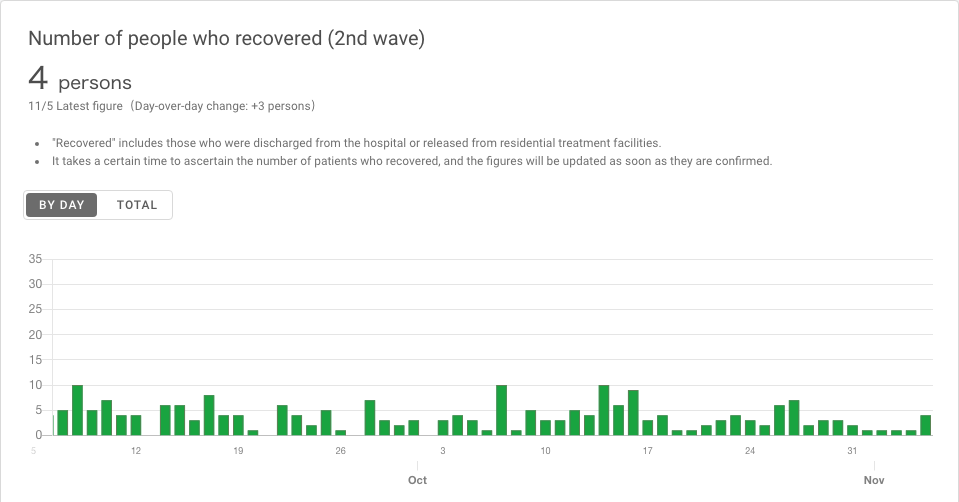 Number of people who recovered (2nd wave)
4 persons
11/5 Latest figure（Day-over-day change: +3 persons）
• "Recovered" includes those who were discharged from the hospital or released from residential treatment facilities.
• It takes a certain time to ascertain the number of patients who recovered, and the figures will be updated as soon as they are confirmed.
BY DAY TOTAL
35
30
25
20
15
10
5
0
5 12 19 26 3 10 17 24 31
Oct Nov